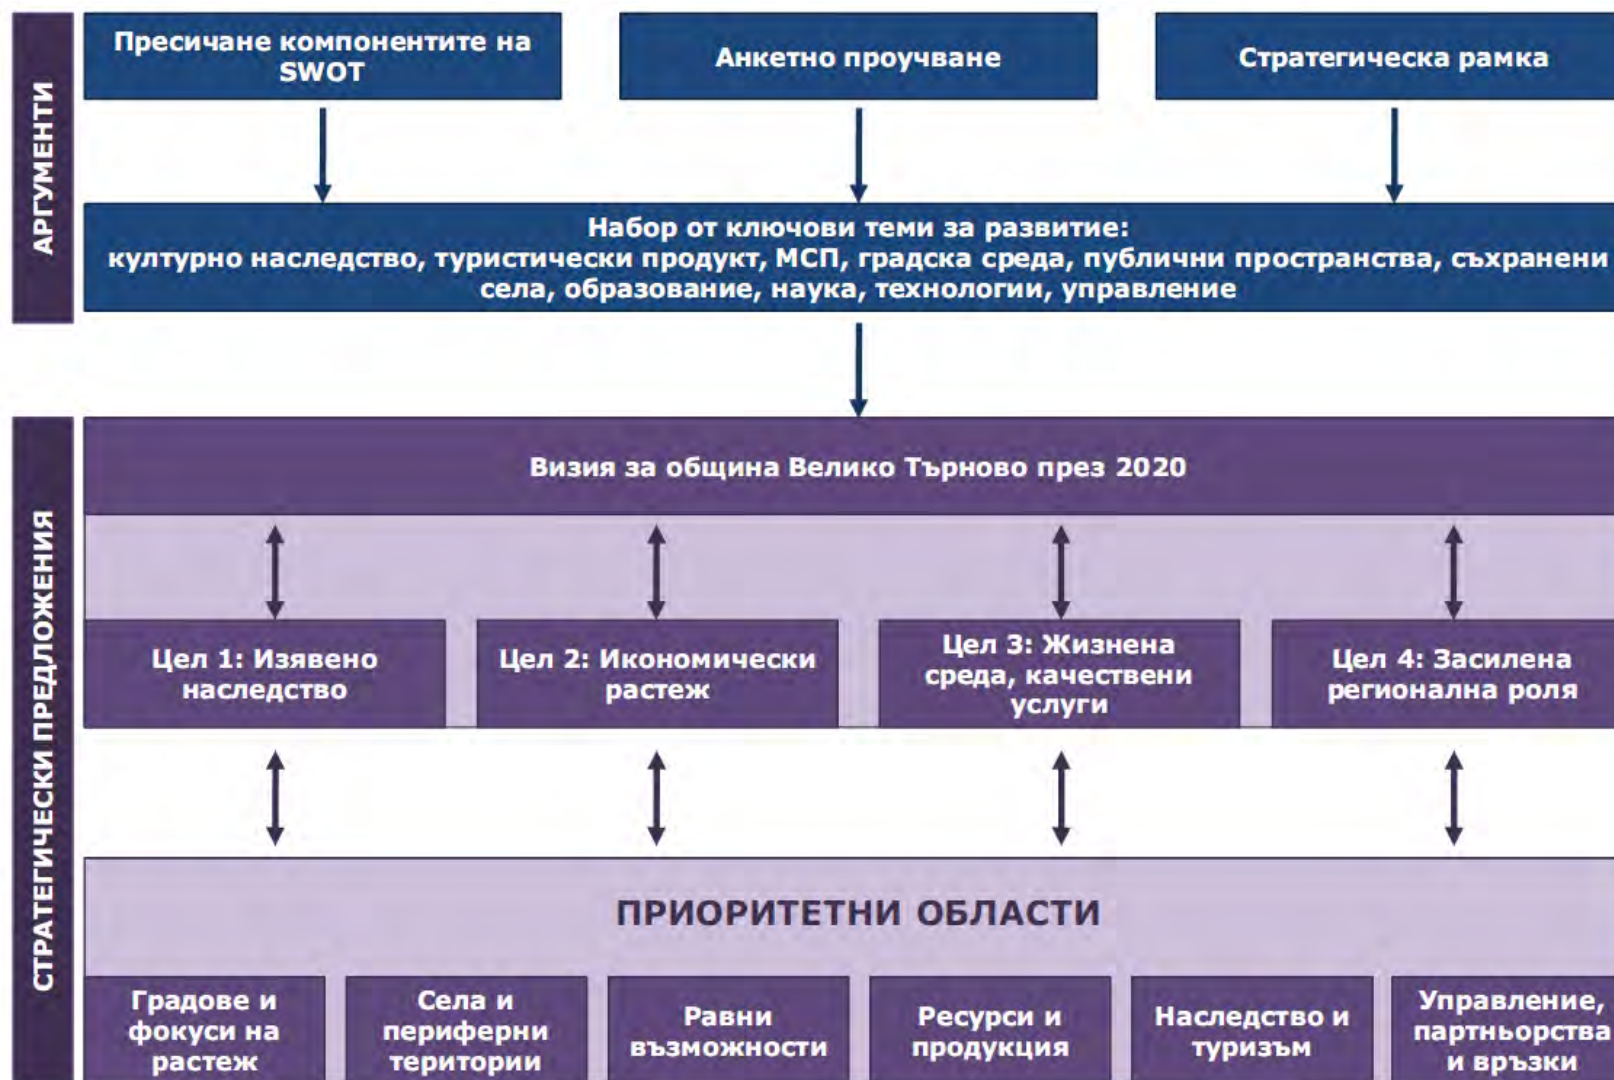 АРГУМЕНТИ
Пресичане компонентите на
SWOT
Анкетно проучване
Стратегическа рамка
Набор от ключови теми за развитие:
културно наследство, туристически продукт, МСП, градска среда, публични пространства, съхранени
села, образование, наука, технологии, управление
СТРАТЕГИЧЕСКИ ПРЕДЛОЖЕНИЯ
Визия за община Велико Търново през 2020
Цел 1: Изявено
наследство
Цел 2: Икономически
растеж
Цел 3: Жизнена
среда, качествени
услуги
Цел 4: Засилена
регионална роля
ПРИОРИТЕТНИ ОБЛАСТИ
Градове и
фокуси на
растеж
Села и
периферни
територии
Равни
възможности
Ресурси и
продукция
Наследство и
туризъм
Управление,
партньорства
и връзки